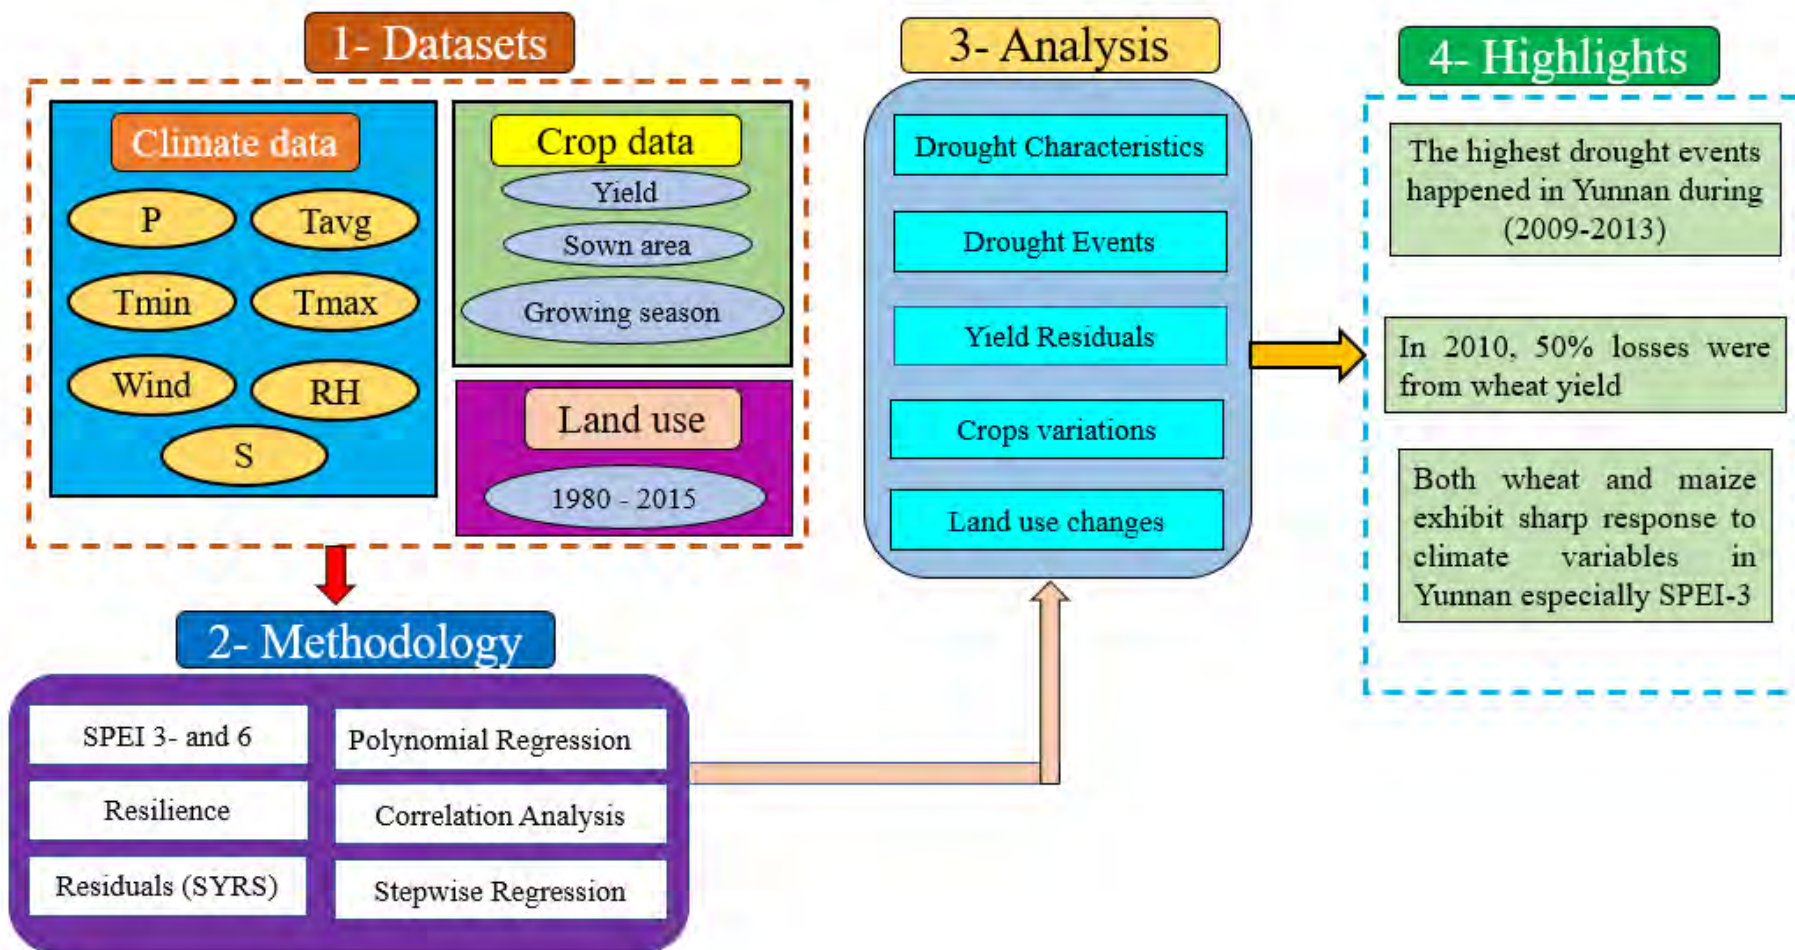 1- Datasets
Climate data
P
Tavg
Tmin
Tmax
Wind
RH
S
Crop data
Yield
Sown area
Growing season
Land use
1980 - 2015
2- Methodology
SPEI 3- and 6
Polynomial Regression
Resilience
Correlation Analysis
Residuals (SYRS)
Stepwise Regression
3- Analysis
Drought Characteristics
Drought Events
Yield Residuals
Crops variations
Land use changes
4- Highlights
The highest drought events
happened in Yunnan during
(2009-2013)
In 2010, 50% losses were
from wheat yield
Both wheat and maize
exhibit sharp response to
climate variables in
Yunnan especially SPEI-3